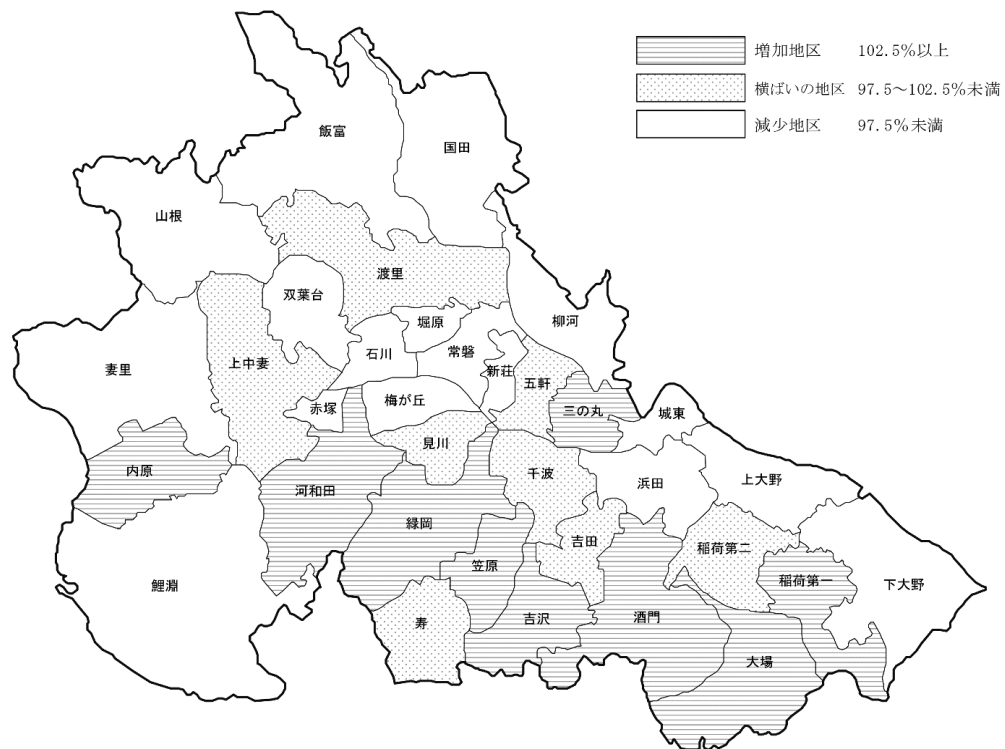 増加地区 102.5%以上
横ばいの地区 97.5～102.5%未満
減少地区 97.5%未満
飯富
国田
山根
渡里
双葉台
堀原
柳河
石川
常磐
上中妻
妻里
新荘
五軒
赤塚
梅が丘
三の丸
城東
見川
内原
千波
浜田
上大野
河和田
緑岡
吉田
稲荷第二
笠原
稲荷第一
鯉淵
下大野
寿
吉沢
酒門
大場